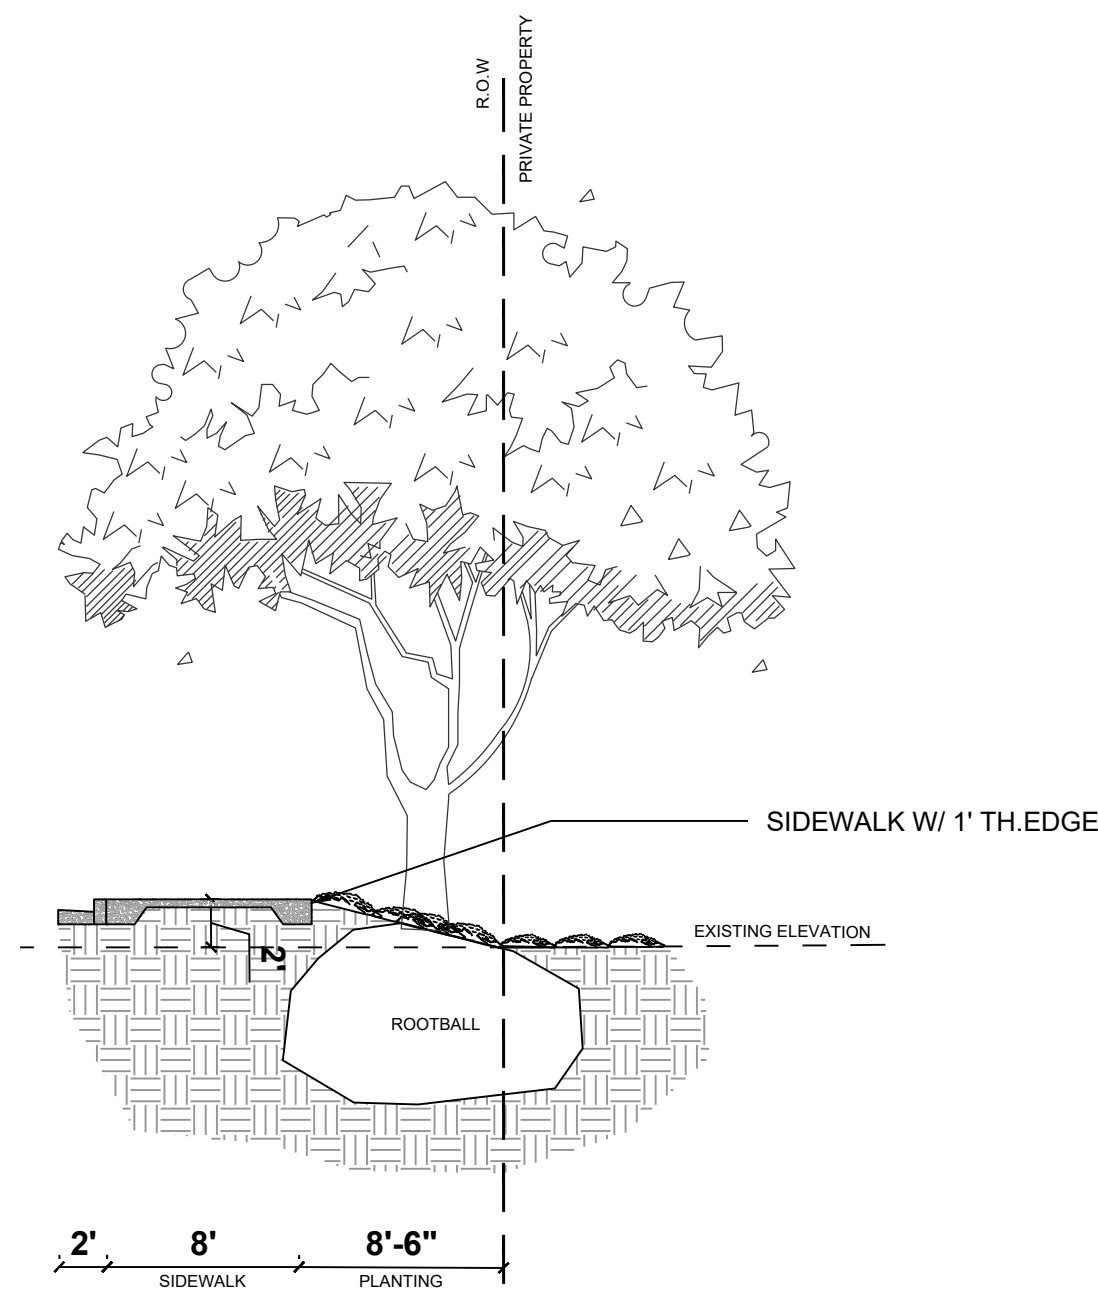 R.O.W
PRIVATE PROPERTY
SIDEWALK W/ 1' TH.EDGE
EXISTING ELEVATION
2'
ROOTBALL
2'
8'
8'-6"
SIDEWALK
PLANTING